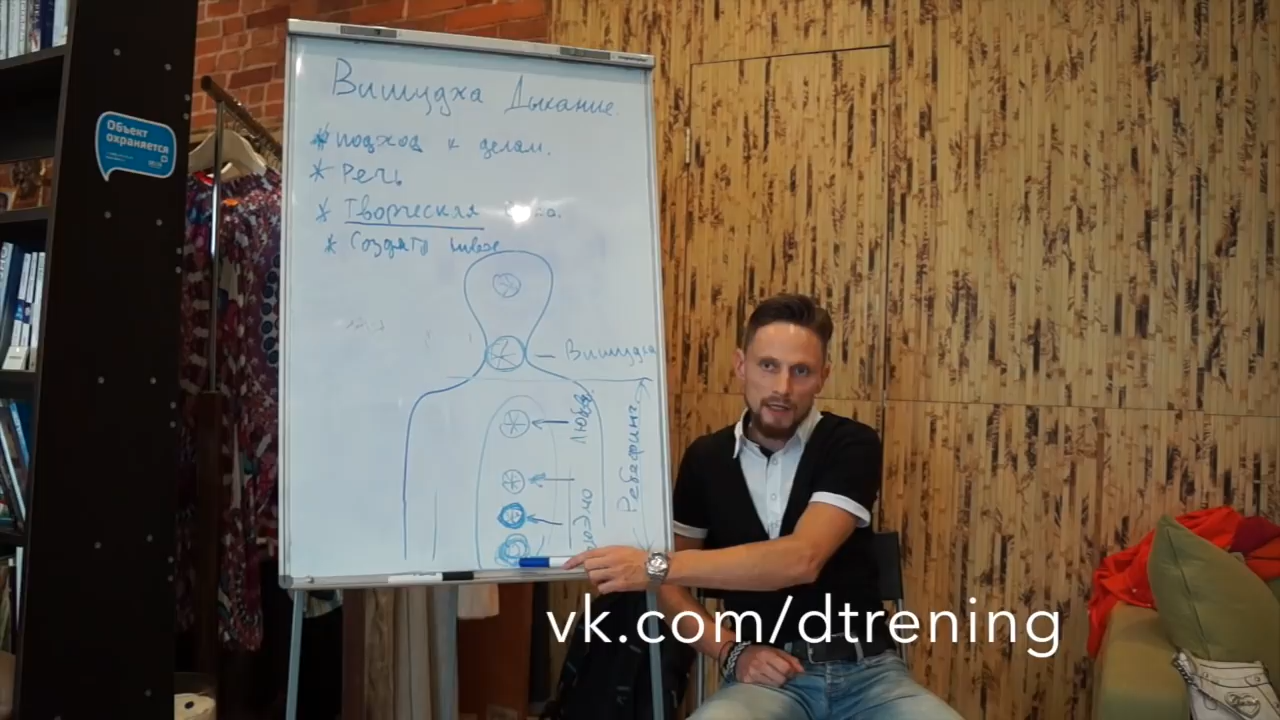 Объект
охраняется
Вишудха Дыхание.
* подход к делам.
* Речь
* Творческая
* Создать
Вишудха
Любовь
Ребефинг
vk.com/dtrening